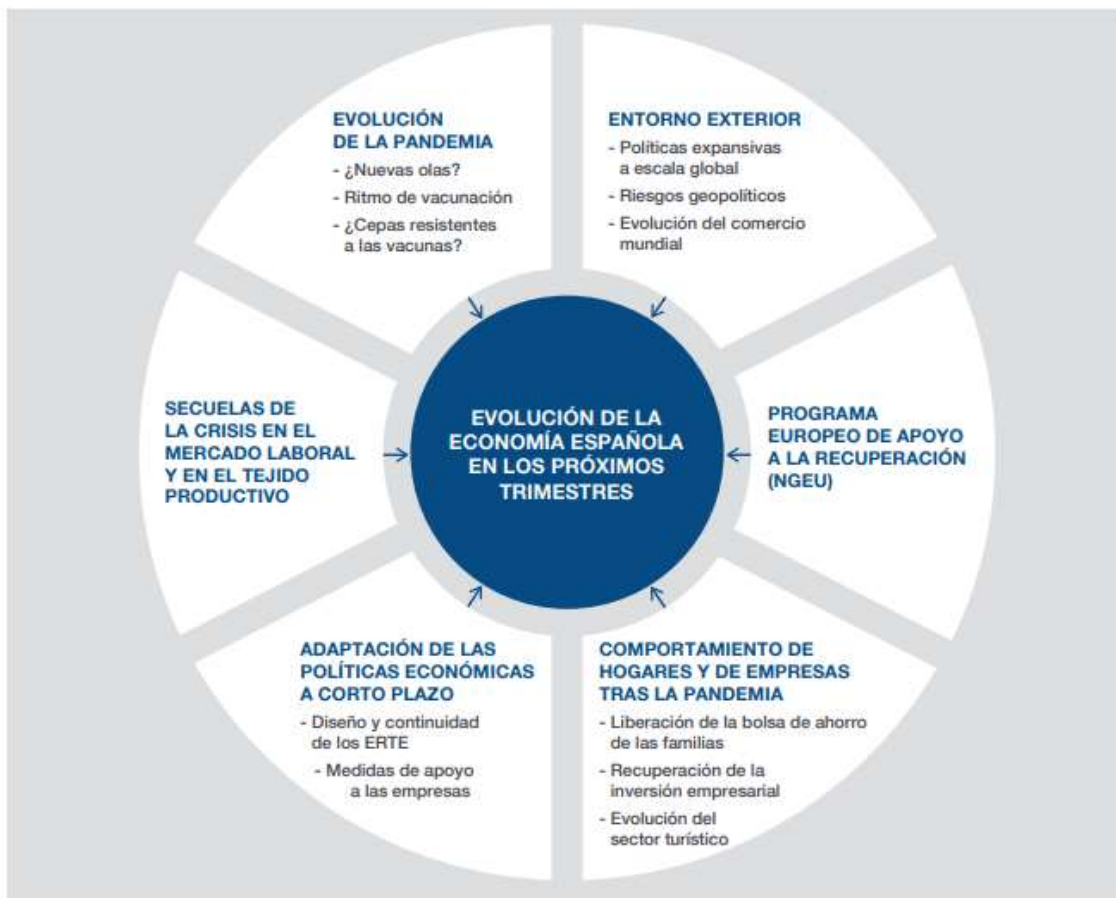 EVOLUCIÓN
DE LA PANDEMIA
- ¿Nuevas olas?
- Ritmo de vacunación
- ¿Cepas resistentes
a las vacunas?
ENTORNO EXTERIOR
- Políticas expansivas
a escala global
- Riesgos geopolíticos
- Evolución del comercio
mundial
SECUELAS DE
LA CRISIS EN EL
MERCADO LABORAL
Y EN EL TEJIDO
PRODUCTIVO
EVOLUCIÓN DE LA
ECONOMÍA ESPAÑOLA
EN LOS PRÓXIMOS
TRIMESTRES
PROGRAMA
EUROPEO DE APOYO
A LA RECUPERACIÓN
(NGEU)
ADAPTACIÓN DE LAS
POLÍTICAS ECONÓMICAS
A CORTO PLAZO
- Diseño y continuidad
de los ERTE
- Medidas de apoyo
a las empresas
COMPORTAMIENTO DE
HOGARES Y DE EMPRESAS
TRAS LA PANDEMIA
- Liberación de la bolsa de ahorro
de las familias
- Recuperación de la
inversión empresarial
- Evolución del
sector turístico